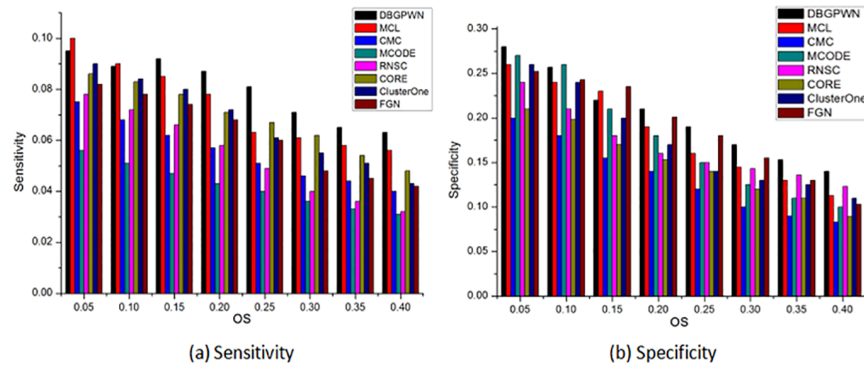 DBGPWN
MCL
CMC
MCODE
RNSC
CORE
ClusterOne
FGN
Sensitivity
0.10
0.08
0.06
0.04
0.02
0.00
0.05 0.10 0.15 0.20 0.25 0.30 0.35 0.40
OS
(a) Sensitivity
DBGPWN
MCL
CMC
MCODE
RNSC
CORE
ClusterOne
FGN
Specificity
0.30
0.25
0.20
0.15
0.10
0.05
0.00
0.05 0.10 0.15 0.20 0.25 0.30 0.35 0.40
OS
(b) Specificity